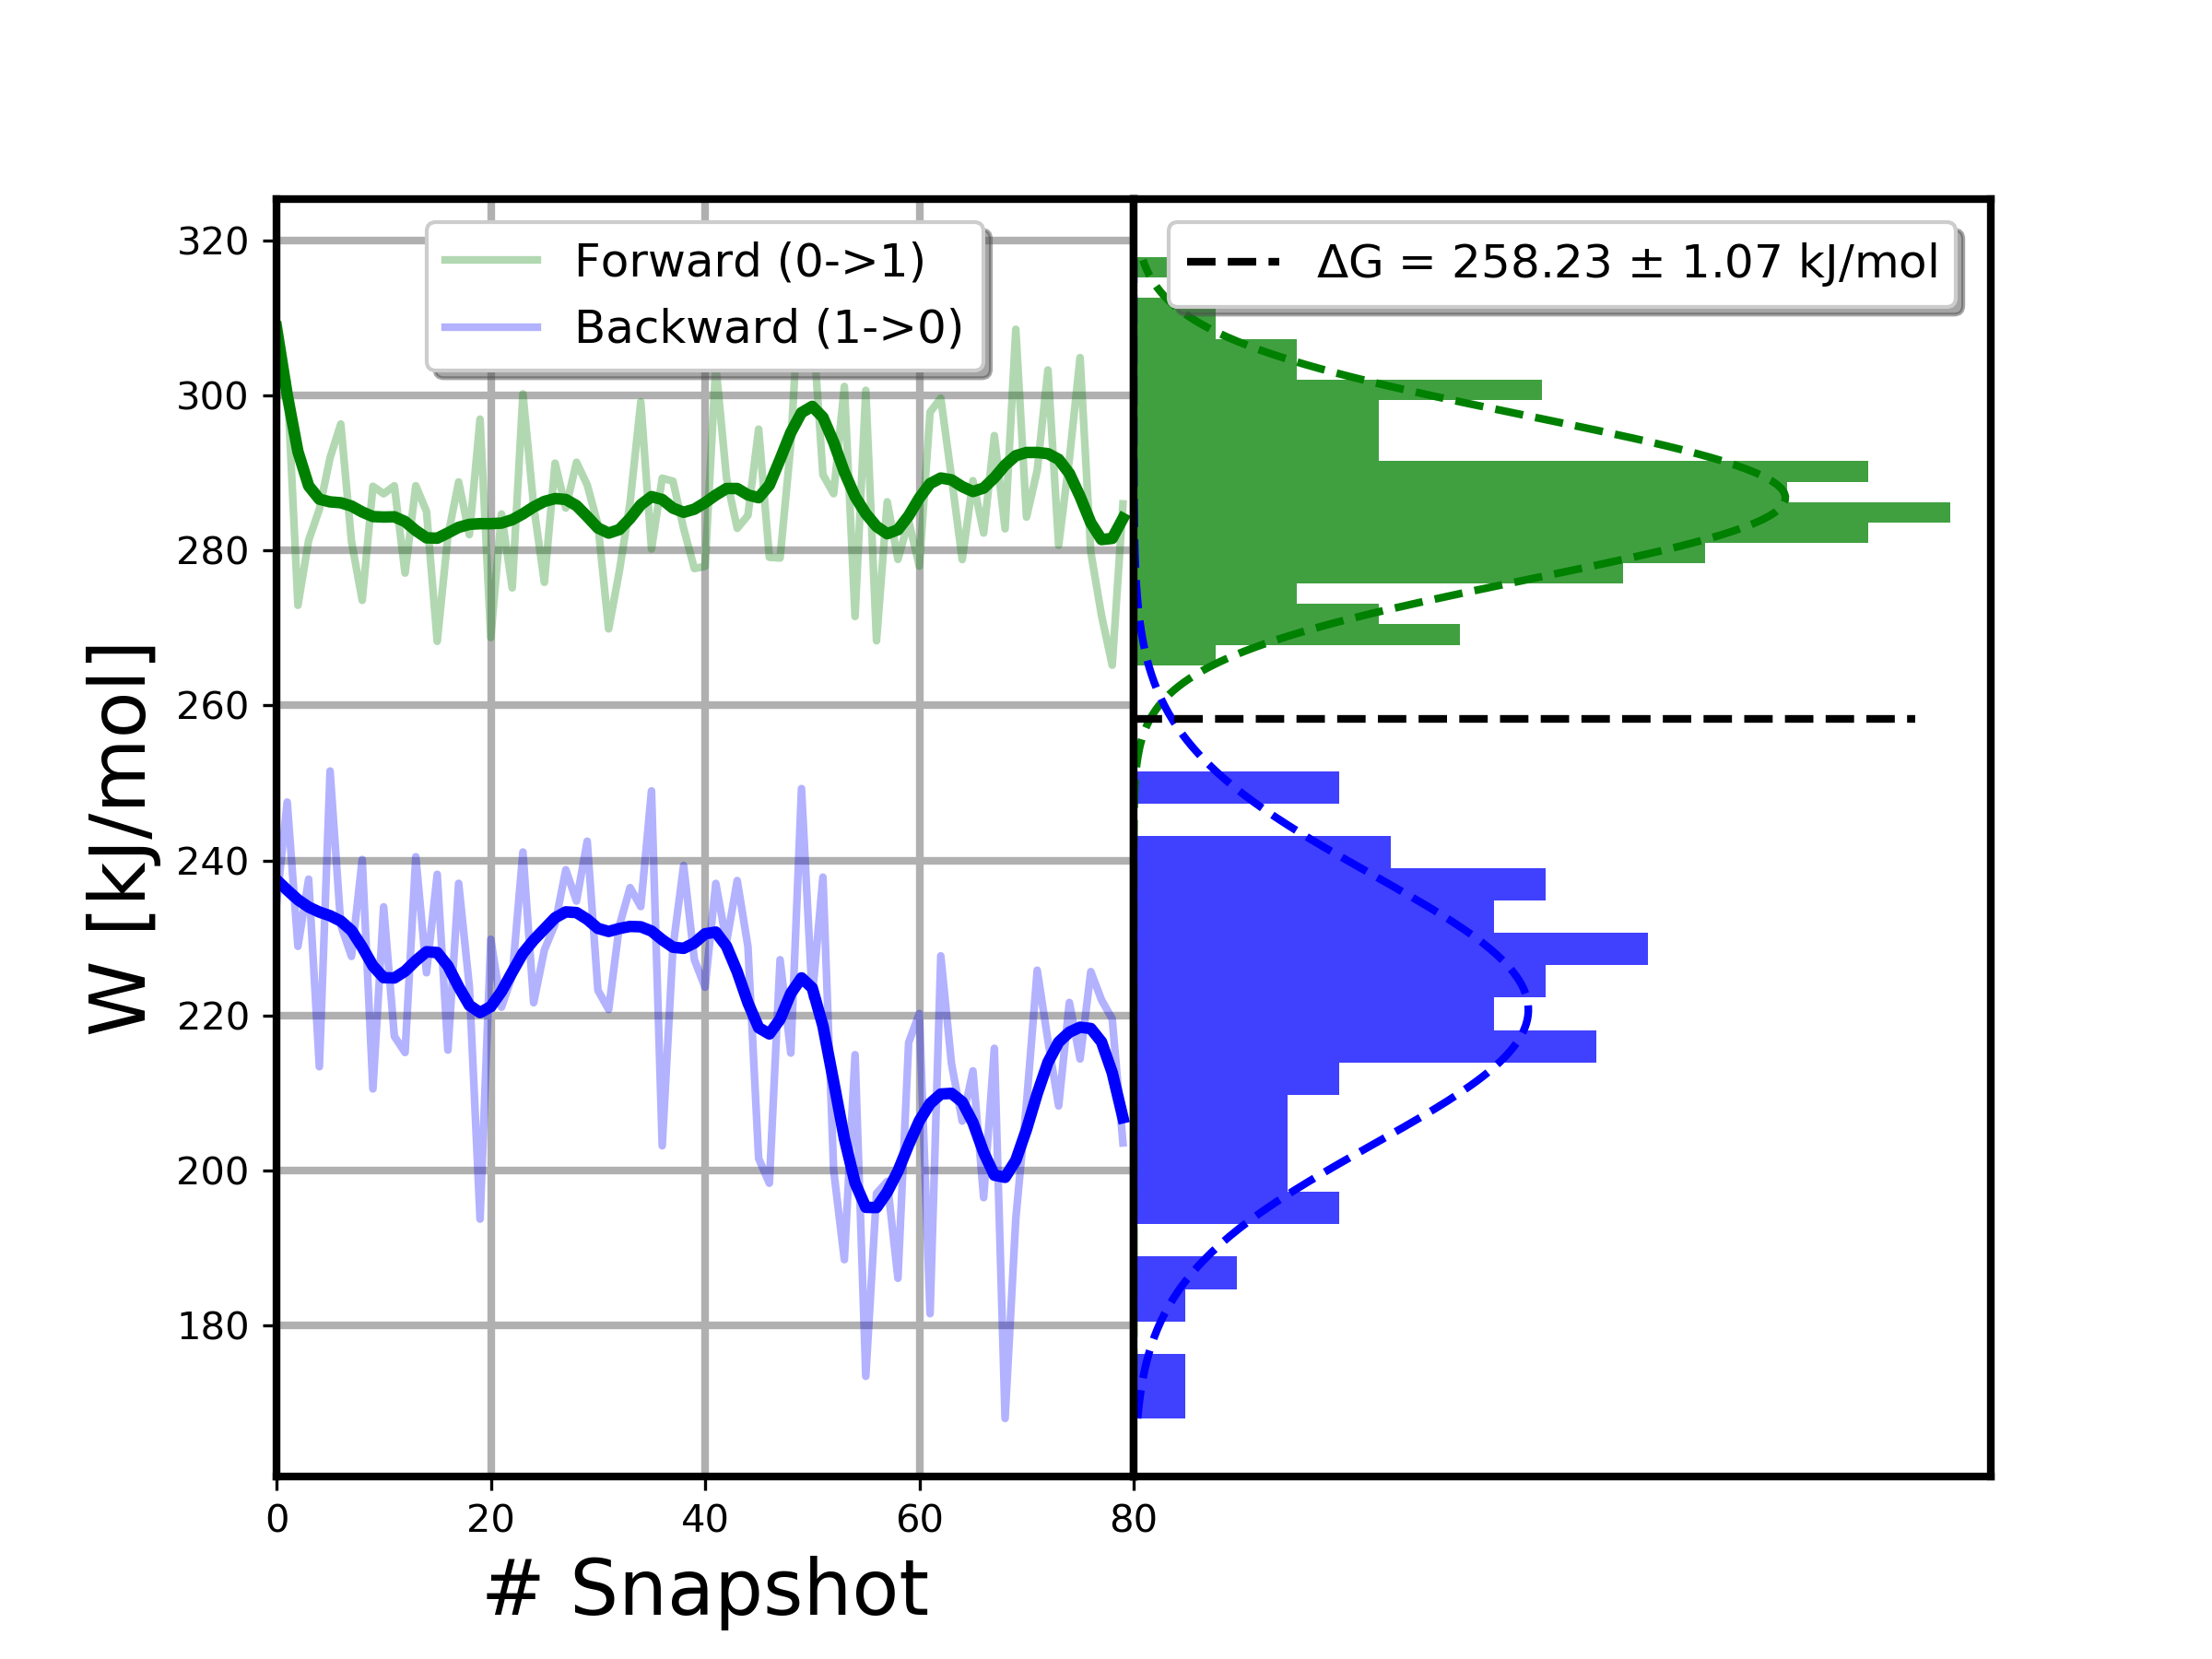 Forward (0->1)
Backward (1->0)
ΔG = 258.23 ± 1.07 kJ/mol
W [kJ/mol]
320
300
280
260
240
220
200
180
0 20 40 60 80
# Snapshot